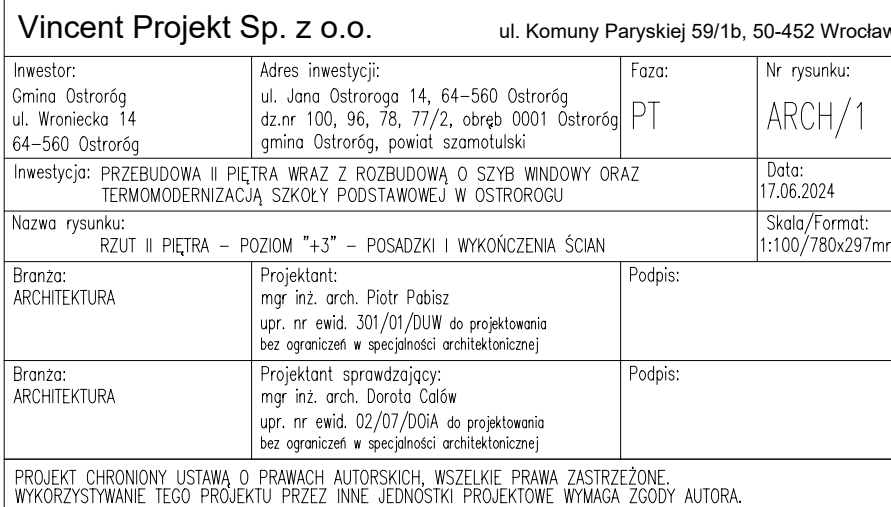 Vincent Projekt Sp. z o.o.
ul. Komuny Paryskiej 59/1b, 50-452 Wrocław
Inwestor:
Gmina Ostroróg
ul. Wroniecka 14
64-560 Ostroróg
Adres inwestycji:
ul. Jana Ostroroga 14, 64-560 Ostroróg
dz.nr 100, 96, 78, 77/2, obręb 0001 Ostroróg
gmina Ostroróg, powiat szamotulski
Faza:
PT
Nr rysunku:
ARCH/1
Inwestycja: PRZEBUDOWA II PIĘTRA WRAZ Z ROZBUDOWĄ O SZYB WINDOWY ORAZ
TERMOMODERNIZACJĄ SZKOŁY PODSTAWOWEJ W OSTROROGU
Data:
17.06.2024
Nazwa rysunku:
RZUT II PIĘTRA - POZIOM "+3" - POSADZKI I WYKOŃCZENIA ŚCIAN
Skala/Format:
1:100/780x297mm
Branża:
ARCHITEKTURA
Projektant:
mgr inż. arch. Piotr Pabisz
upr. nr ewid. 301/01/DUW do projektowania
bez ograniczeń w specjalności architektonicznej
Podpis:
Branża:
ARCHITEKTURA
Projektant sprawdzający:
mgr inż. arch. Dorota Calów
upr. nr ewid. 02/07/DOiA do projektowania
bez ograniczeń w specjalności architektonicznej
Podpis:
PROJEKT CHRONIONY USTAWĄ O PRAWACH AUTORSKICH, WSZELKIE PRAWA ZASTRZEŻONE.
WYKORZYSTYWANIE TEGO PROJEKTU PRZEZ INNE JEDNOSTKI PROJEKTOWE WYMAGA ZGODY AUTORA.